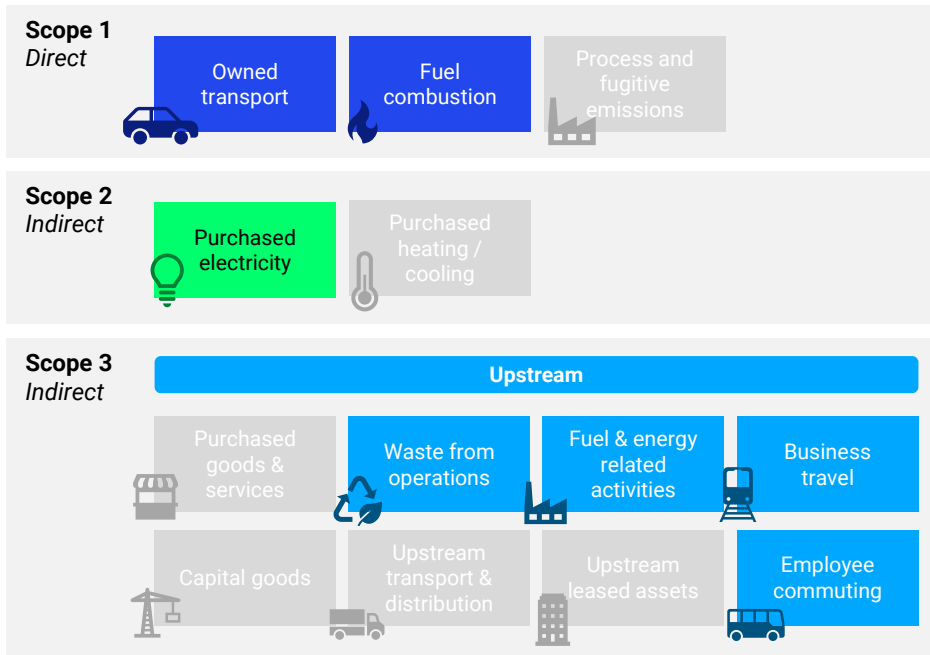 Scope 1
Direct
Owned
transport
Fuel
combustion
Process and
fugitive
emissions
Scope 2
Indirect
Purchased
electricity
Purchased
heating /
cooling
Scope 3
Indirect
Upstream
Purchased
goods &
services
Waste from
operations
Fuel & energy
related
activities
Business
travel
Capital goods
Upstream
transport &
distribution
Upstream
leased assets
Employee
commuting